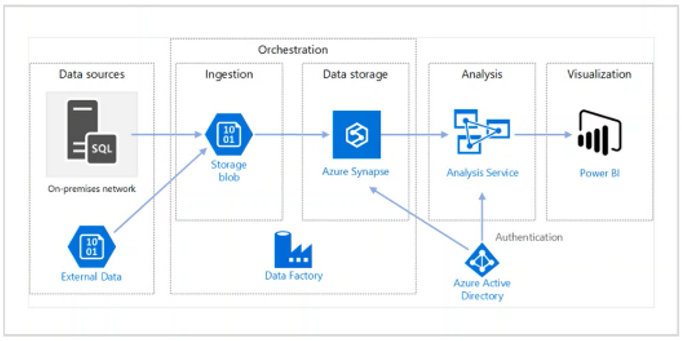 Orchestration
Data sources
Ingestion
Data storage
Analysis
Visualization
SQL
On-premises network
10
01
Storage
blob
Azure Synapse
Analysis Service
Power BI
10
01
External Data
Data Factory
Authentication
Azure Active
Directory